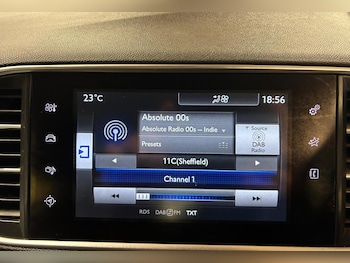 23°C
18:56
Absolute 00s
Absolute Radio 00s -- Indie
Source
Presets
DAB
Radio
11C(Sheffield)
Channel 1
RDS DAB FM TXT